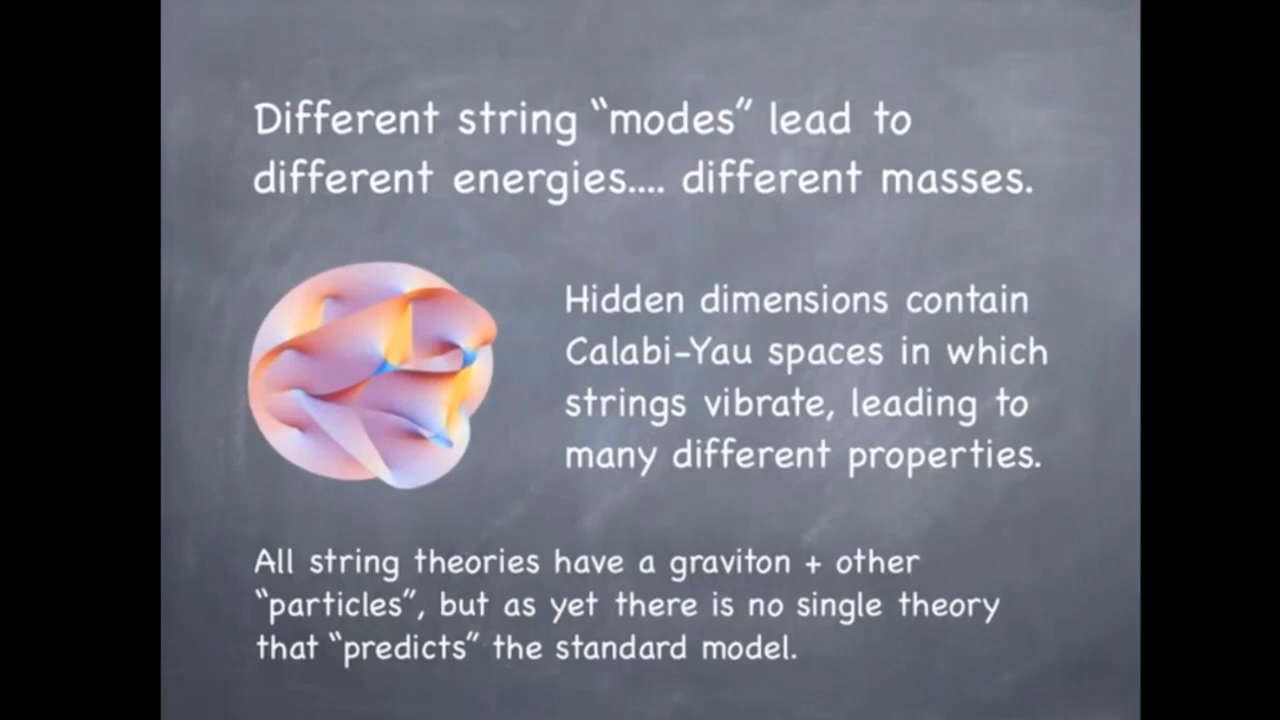 Different string “modes” lead to
different energies.... different masses.
Hidden dimensions contain
Calabi-Yau spaces in which
strings vibrate, leading to
many different properties.
All string theories have a graviton + other
“particles”, but as yet there is no single theory
that “predicts” the standard model.